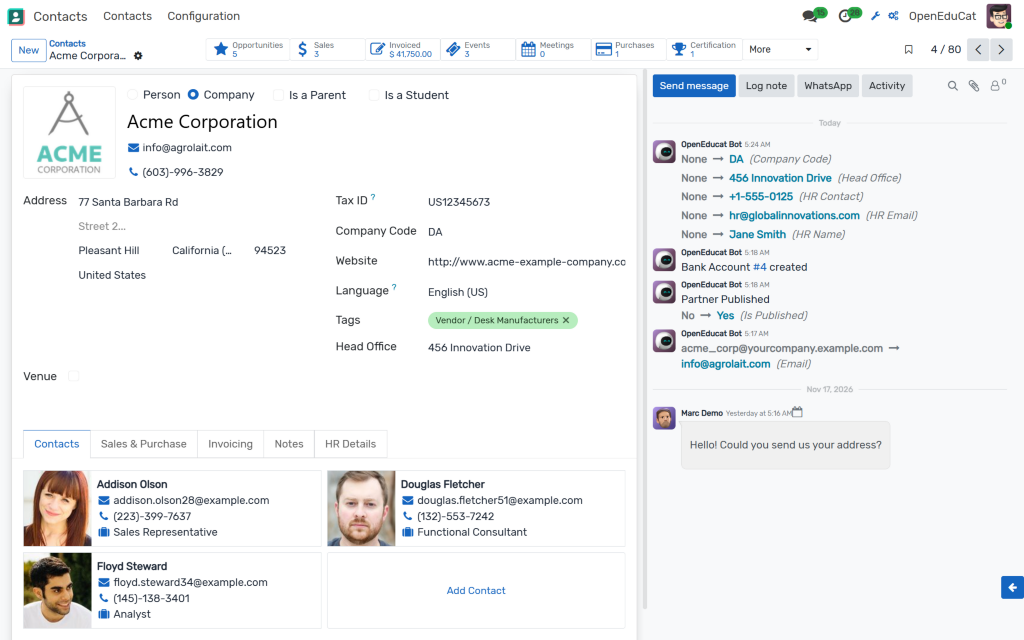 Contacts Contacts Configuration 15 28 OpenEduCat
New Contacts Acme Corpora... Opportunities 5 Sales 3 Invoiced $ 41,750.00 Events 3 Meetings 0 Purchases 1 Certification 1 More 4 / 80
Person Company Is a Parent Is a Student
ACME
CORPORATION
Acme Corporation
info@agrolait.com
(603)-996-3829
Address 77 Santa Barbara Rd
Street 2...
Pleasant Hill California (... 94523
United States
Tax ID ? US12345673
Company Code DA
Website http://www.acme-example-company.co
Language ? English (US)
Tags Vendor / Desk Manufacturers
Head Office 456 Innovation Drive
Venue
Contacts Sales & Purchase Invoicing Notes HR Details
Addison Olson
addison.olson28@example.com
(223)-399-7637
Sales Representative
Douglas Fletcher
douglas.fletcher51@example.com
(132)-553-7242
Functional Consultant
Floyd Steward
floyd.steward34@example.com
(145)-138-3401
Analyst
Add Contact
Send message Log note WhatsApp Activity 0
Today
OpenEducat Bot 5:24 AM
None → DA (Company Code)
None → 456 Innovation Drive (Head Office)
None → +1-555-0125 (HR Contact)
None → hr@globalinnovations.com (HR Email)
None → Jane Smith (HR Name)
OpenEducat Bot 5:18 AM
Bank Account #4 created
OpenEducat Bot 5:18 AM
Partner Published
No → Yes (Is Published)
OpenEducat Bot 5:17 AM
acme_corp@yourcompany.example.com →
info@agrolait.com (Email)
Nov 17, 2026
Marc Demo Yesterday at 5:16 AM
Hello! Could you send us your address?